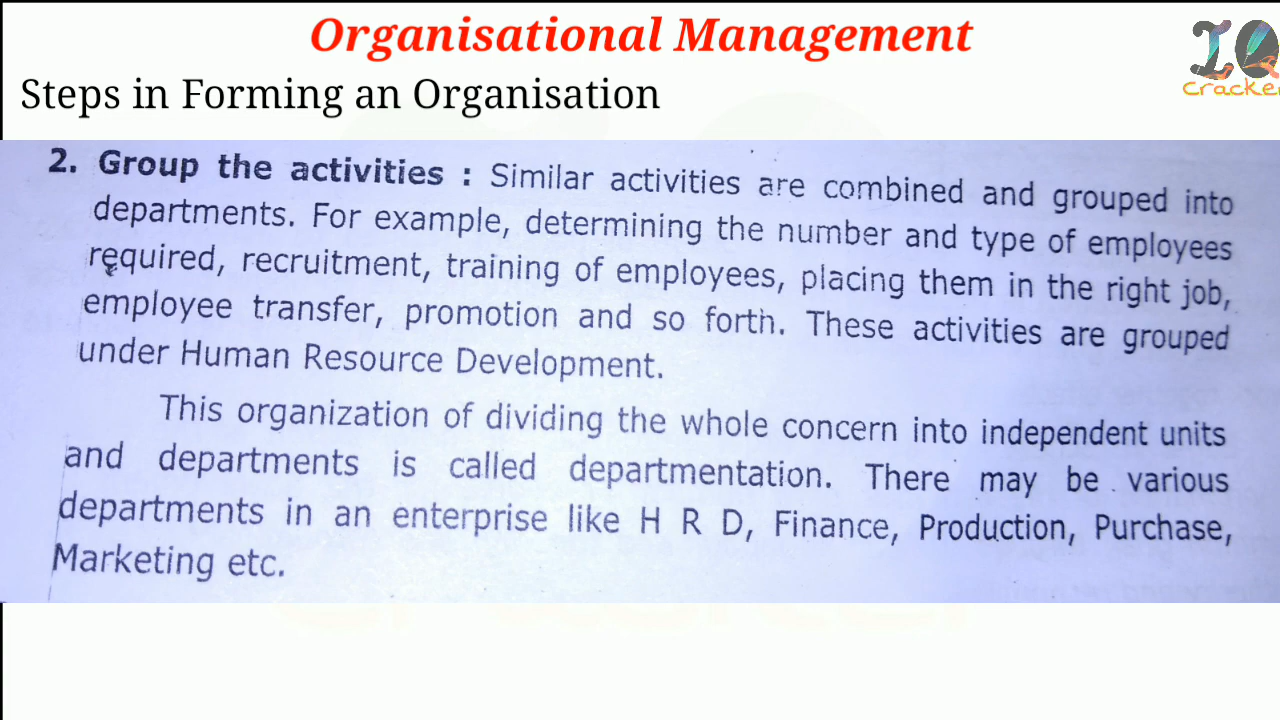 Organisational Management
IQ
Cracker
Steps in Forming an Organisation
2. Group the activities : Similar activities are combined and grouped into
departments. For example, determining the number and type of employees
required, recruitment, training of employees, placing them in the right job,
employee transfer, promotion and so forth. These activities are grouped
under Human Resource Development.
This organization of dividing the whole concern into independent units
and departments is called departmentation. There may be various
departments in an enterprise like H R D, Finance, Production, Purchase,
Marketing etc.